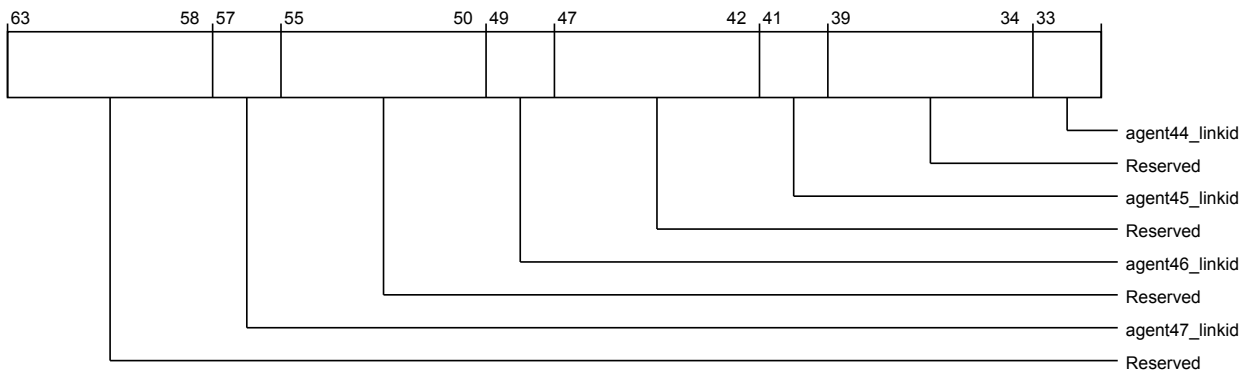 63 58 57 55 50 49 47 42 41 39 34 33
agent44_linkid
Reserved
agent45_linkid
Reserved
agent46_linkid
Reserved
agent47_linkid
Reserved